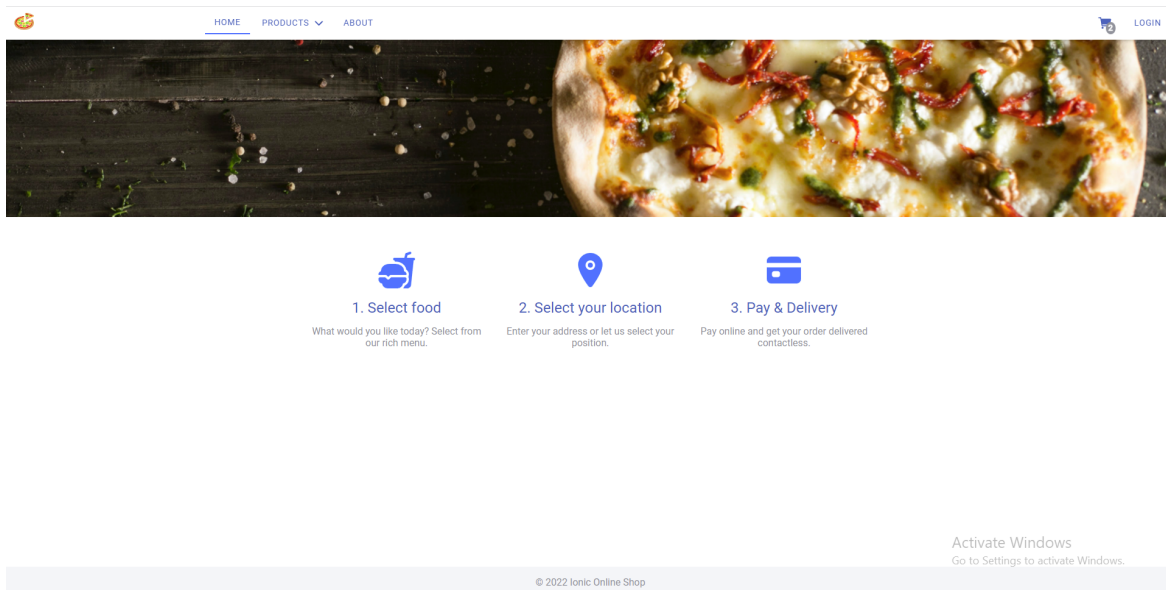 HOME PRODUCTS ABOUT 2 LOGIN
1. Select food
What would you like today? Select from
our rich menu.
2. Select your location
Enter your address or let us select your
position.
3. Pay & Delivery
Pay online and get your order delivered
contactless.
Activate Windows
Go to Settings to activate Windows.
© 2022 Ionic Online Shop